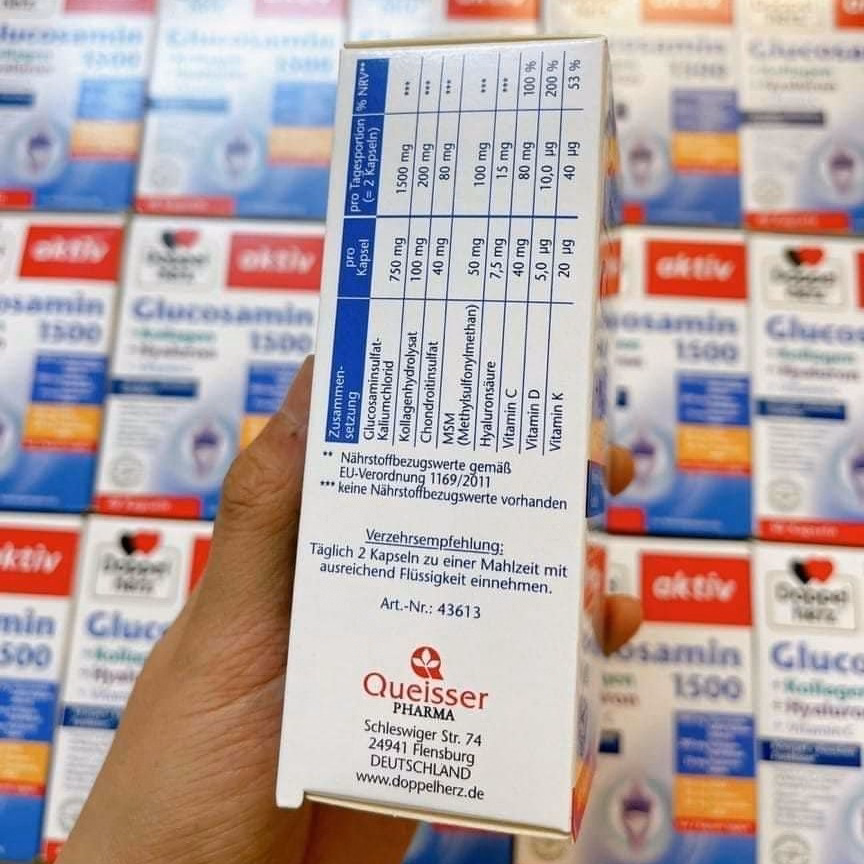 Zusammen-
setzung
pro
Kapsel
pro Tagesportion
(= 2 Kapseln)
% NRV**
Glucosaminsulfat-
Kaliumchlorid 750 mg 1500 mg ***
Kollagenhydrolysat 100 mg 200 mg ***
Chondroitinsulfat 40 mg 80 mg ***
MSM
(Methylsulfonylmethan) 50 mg 100 mg ***
Hyaluronsäure 7,5 mg 15 mg ***
Vitamin C 40 mg 80 mg 100 %
Vitamin D 5,0 µg 10,0 µg 200 %
Vitamin K 20 µg 40 µg 53 %
** Nährstoffbezugswerte gemäß
EU-Verordnung 1169/2011
*** keine Nährstoffbezugswerte vorhanden
Verzehrsempfehlung:
Täglich 2 Kapseln zu einer Mahlzeit mit
ausreichend Flüssigkeit einnehmen.
Art.-Nr.: 43613
Queisser
PHARMA
Schleswiger Str. 74
24941 Flensburg
DEUTSCHLAND
www.doppelherz.de
Doppel
herz
aktiv
Glucosamin
1500
+ Kollagen
+ Hyaluron